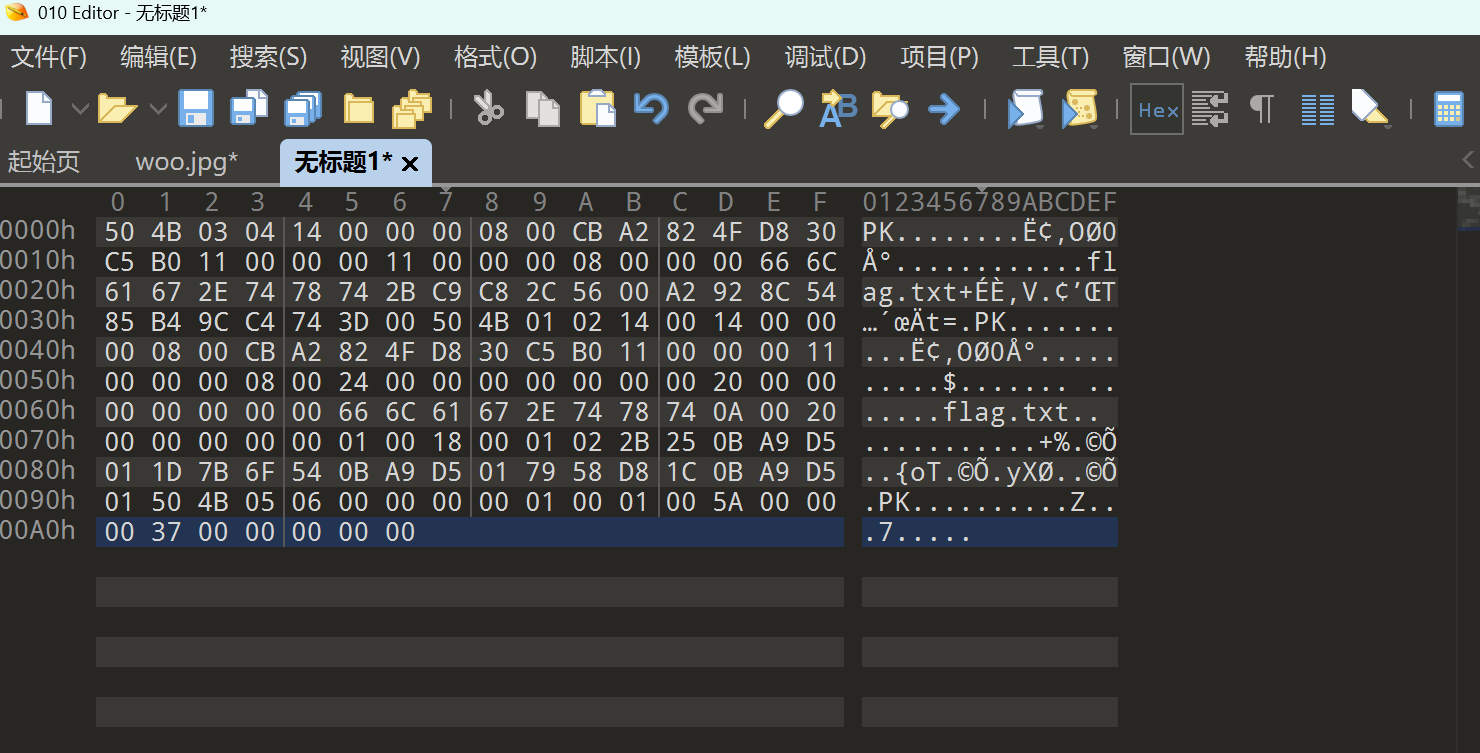 010 Editor - 无标题1*
文件(F) 编辑(E) 搜索(S) 视图(V) 格式(O) 脚本(I) 模板(L) 调试(D) 项目(P) 工具(T) 窗口(W) 帮助(H)
AB Hex ¶
起始页 woo.jpg* 无标题1* ×
0 1 2 3 4 5 6 7 8 9 A B C D E F 0123456789ABCDEF
0000h 50 4B 03 04 14 00 00 00 08 00 CB A2 82 4F D8 30 PK........Ë¢‚OØ0
0010h C5 B0 11 00 00 00 11 00 00 00 08 00 00 00 66 6C Å°............fl
0020h 61 67 2E 74 78 74 2B C9 C8 2C 56 00 A2 92 8C 54 ag.txt+ÉÈ,V.¢’ŒT
0030h 85 B4 9C C4 74 3D 00 50 4B 01 02 14 00 14 00 00 …´œÄt=.PK.......
0040h 00 08 00 CB A2 82 4F D8 30 C5 B0 11 00 00 00 11 ...Ë¢‚OØ0Å°.....
0050h 00 00 00 08 00 24 00 00 00 00 00 00 00 20 00 00 .....$....... ..
0060h 00 00 00 00 00 66 6C 61 67 2E 74 78 74 0A 00 20 .....flag.txt..
0070h 00 00 00 00 00 01 00 18 00 01 02 2B 25 0B A9 D5 ...........+%.©Õ
0080h 01 1D 7B 6F 54 0B A9 D5 01 79 58 D8 1C 0B A9 D5 ..{oT.©Õ.yXØ..©Õ
0090h 01 50 4B 05 06 00 00 00 00 01 00 01 00 5A 00 00 .PK..........Z..
00A0h 00 37 00 00 00 00 00 .7.....